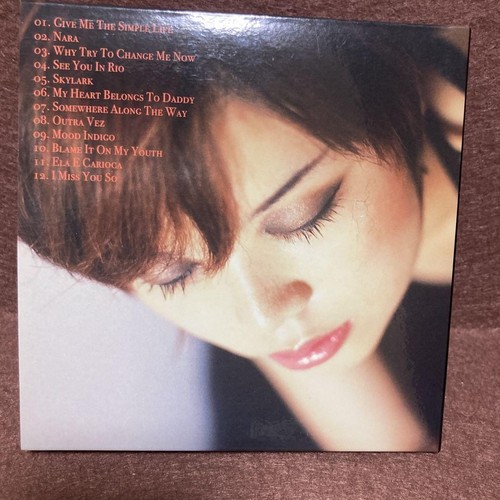 01. Give Me The Simple Life
02. Nara
03. Why Try To Change Me Now
04. See You In Rio
05. Skylark
06. My Heart Belongs To Daddy
07. Somewhere Along The Way
08. Outra Vez
09. Mood Indigo
10. Blame It On My Youth
11. Ela E Carioca
12. I Miss You So